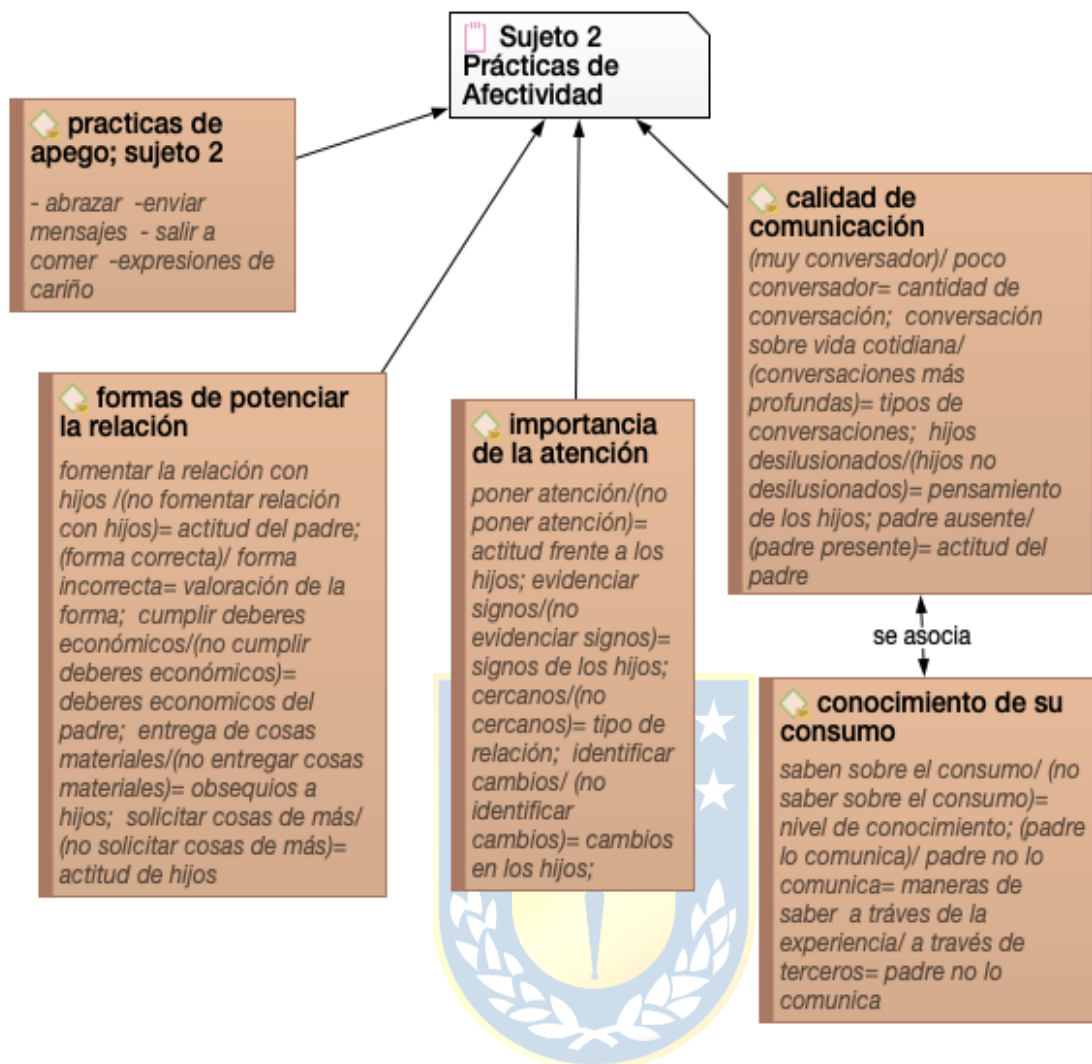 Sujeto 2
Prácticas de
Afectividad
practicas de
apego; sujeto 2
- abrazar -enviar
mensajes - salir a
comer -expresiones de
cariño
calidad de
comunicación
(muy conversador)/ poco
conversador= cantidad de
conversación; conversación
sobre vida cotidiana/
(conversaciones más
profundas)= tipos de
conversaciones; hijos
desilusionados/(hijos no
desilusionados)= pensamiento
de los hijos; padre ausente/
(padre presente)= actitud del
padre
formas de potenciar
la relación
fomentar la relación con
hijos /(no fomentar relación
con hijos)= actitud del padre;
(forma correcta)/ forma
incorrecta= valoración de la
forma; cumplir deberes
económicos/(no cumplir
deberes económicos)=
deberes economicos del
padre; entrega de cosas
materiales/(no entregar cosas
materiales)= obsequios a
hijos; solicitar cosas de más/
(no solicitar cosas de más)=
actitud de hijos
importancia
de la atención
poner atención/(no
poner atención)=
actitud frente a los
hijos; evidenciar
signos/(no
evidenciar signos)=
signos de los hijos;
cercanos/(no
cercanos)= tipo de
relación; identificar
cambios/ (no
identificar
cambios)= cambios
en los hijos;
se asocia
conocimiento de su
consumo
saben sobre el consumo/ (no
saber sobre el consumo)=
nivel de conocimiento; (padre
lo comunica)/ padre no lo
comunica= maneras de
saber a tráves de la
experiencia/ a través de
terceros= padre no lo
comunica